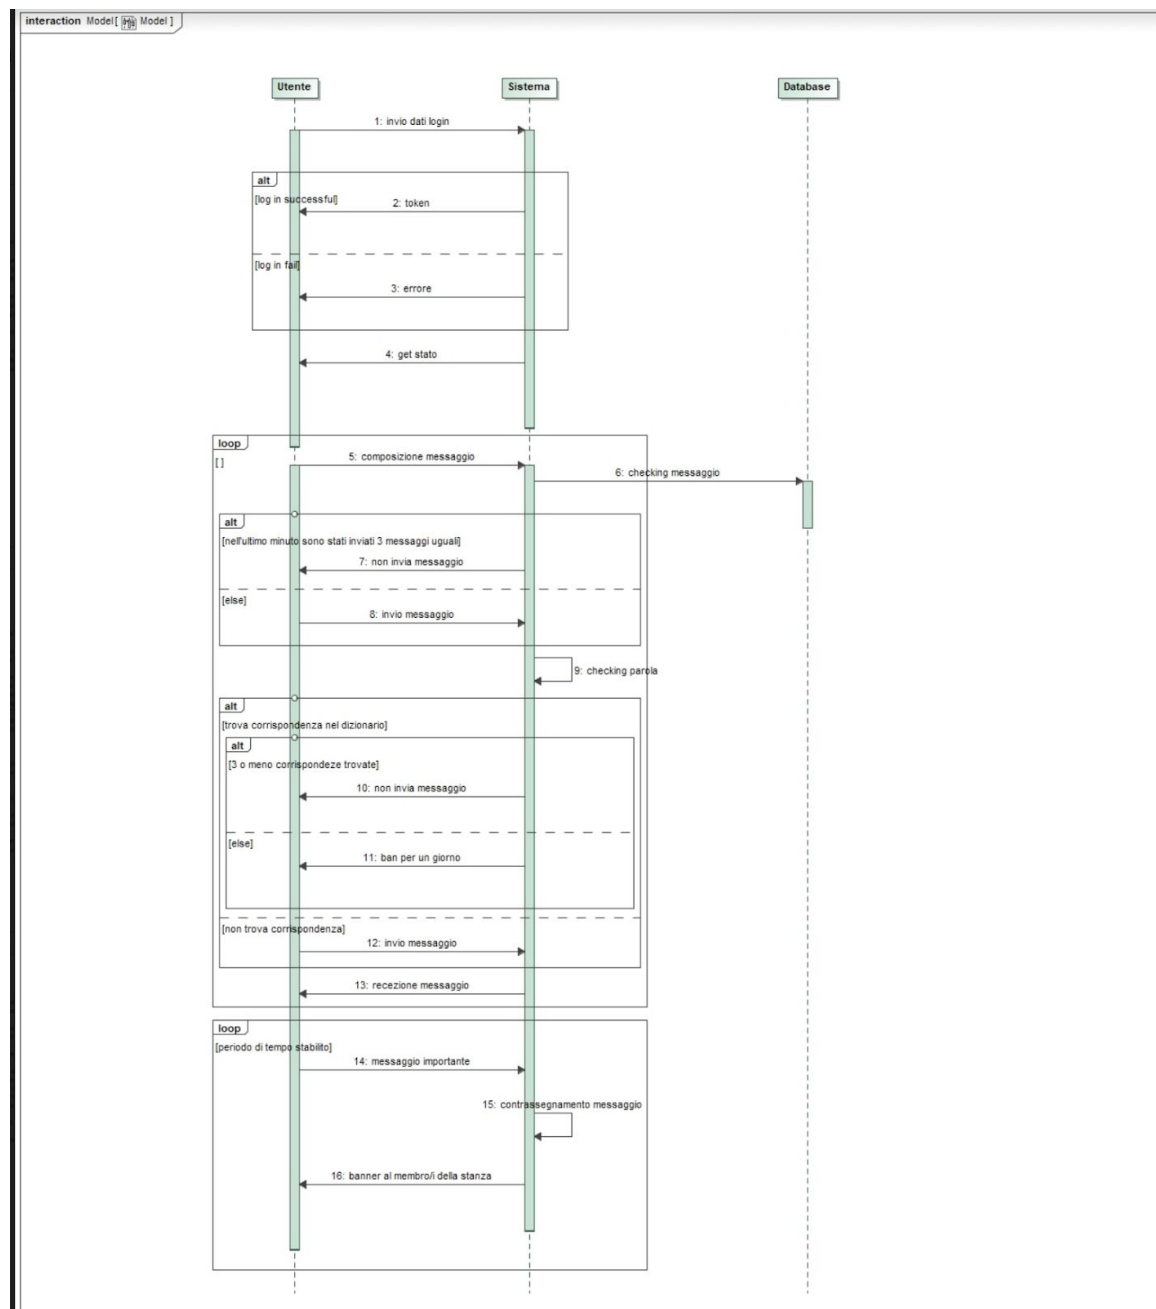 interaction Model[ Model ]
Utente
Sistema
Database
1: invio dati login
alt
[log in successful]
2: token
[log in fail]
3: errore
4: get stato
loop
[ ]
5: composizione messaggio
6: checking messaggio
alt
[nell'ultimo minuto sono stati inviati 3 messaggi uguali]
7: non invia messaggio
[else]
8: invio messaggio
9: checking parola
alt
[trova corrispondenza nel dizionario]
alt
[3 o meno corrispondeze trovate]
10: non invia messaggio
[else]
11: ban per un giorno
[non trova corrispondenza]
12: invio messaggio
13: recezione messaggio
loop
[periodo di tempo stabilito]
14: messaggio importante
15: contrassegnamento messaggio
16: banner al membro/i della stanza